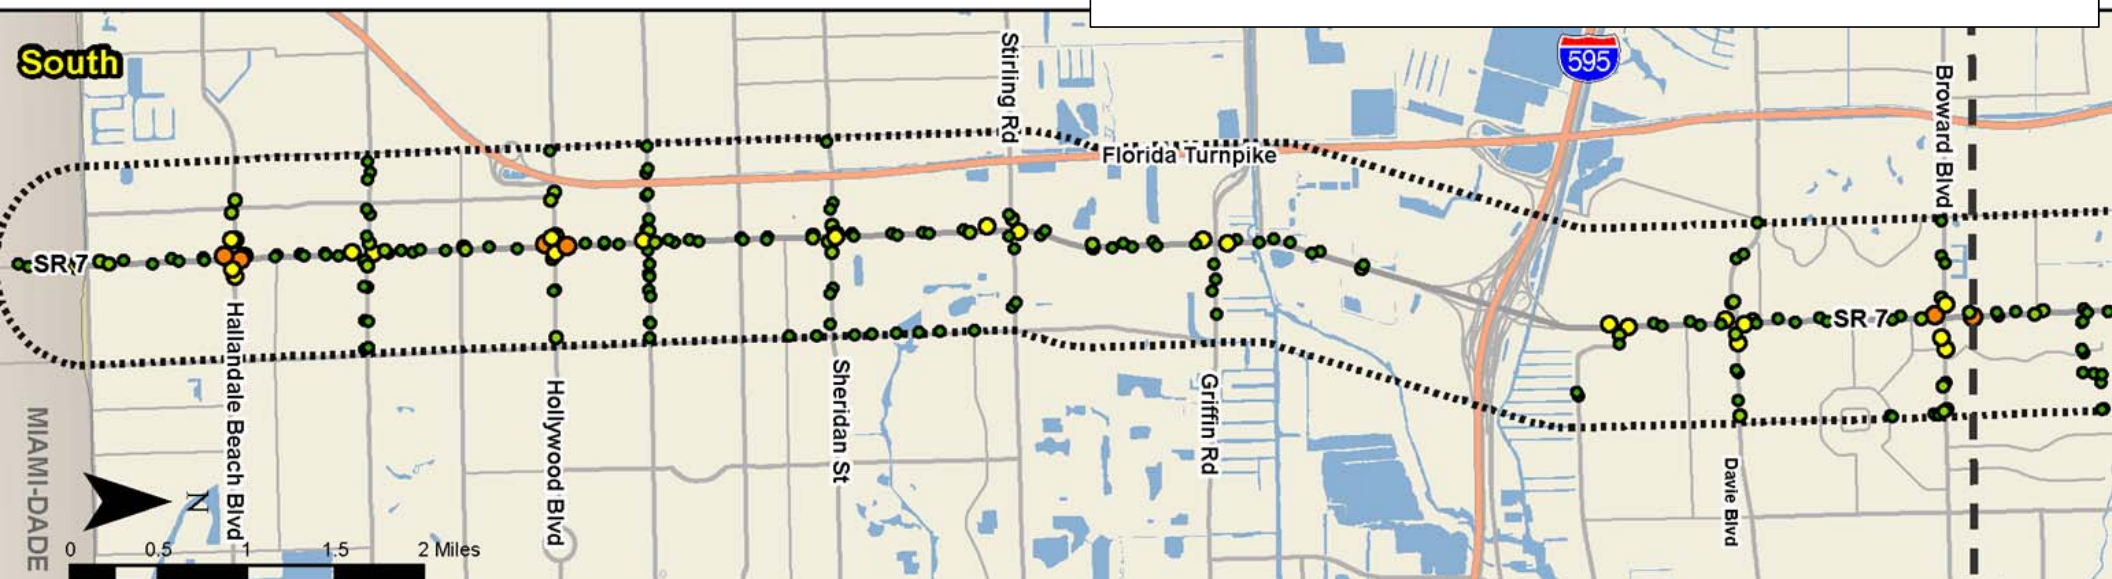 South
Stirling Rd
595
Broward Blvd
Florida Turnpike
SR 7
SR 7
Hallandale Beach Blvd
Hollywood Blvd
Sheridan St
Griffin Rd
Davie Blvd
MIAMI-DADE
N
0 0.5 1 1.5 2 Miles